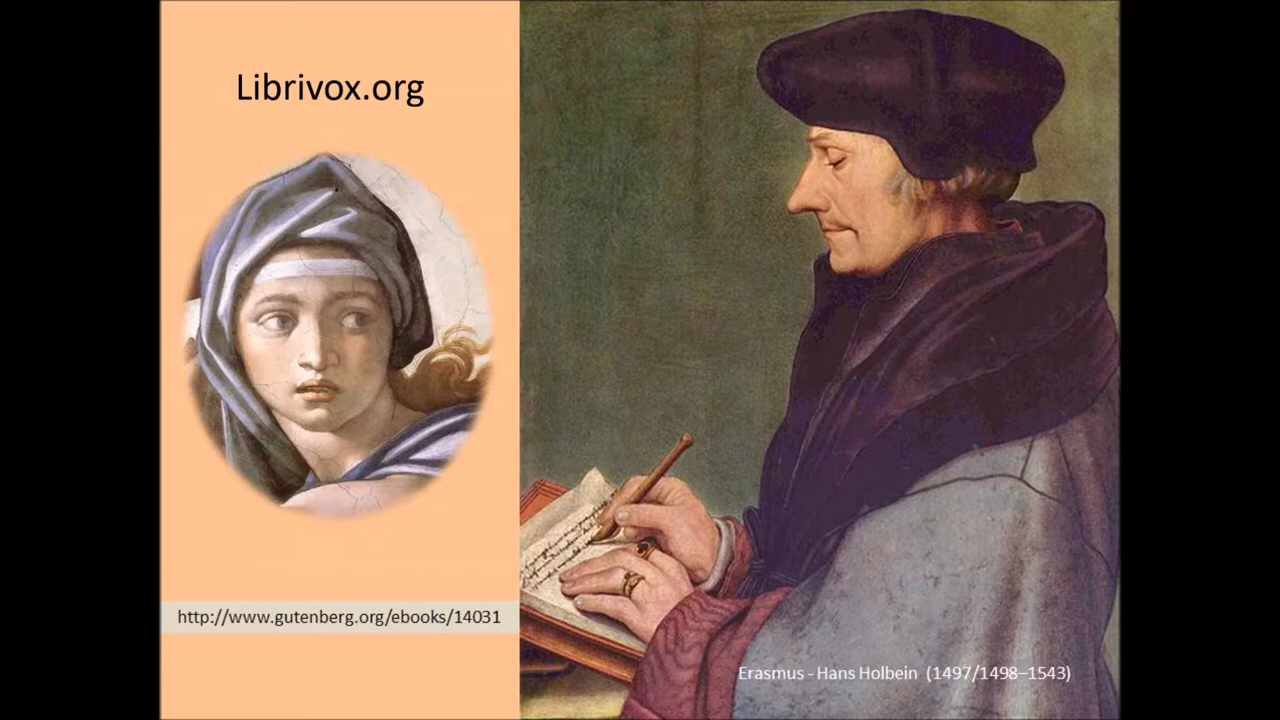 Librivox.org
http://www.gutenberg.org/ebooks/14031
Erasmus - Hans Holbein (1497/1498–1543)